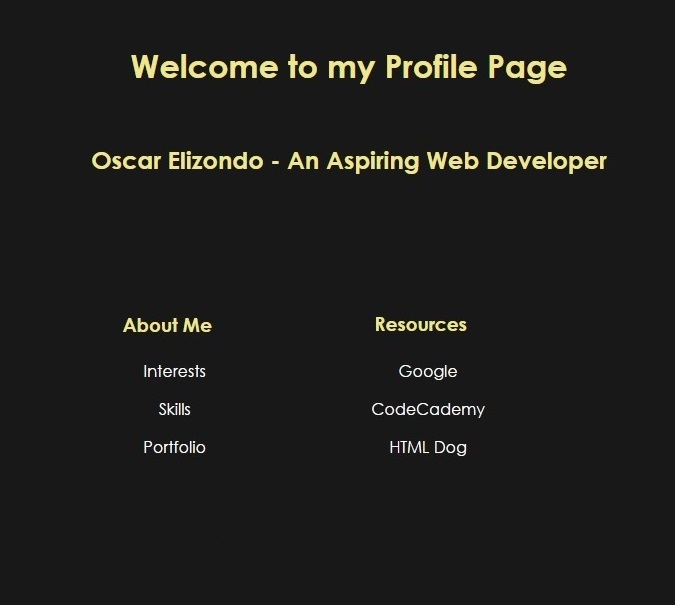 Welcome to my Profile Page
Oscar Elizondo - An Aspiring Web Developer
About Me
Interests
Skills
Portfolio
Resources
Google
CodeCademy
HTML Dog